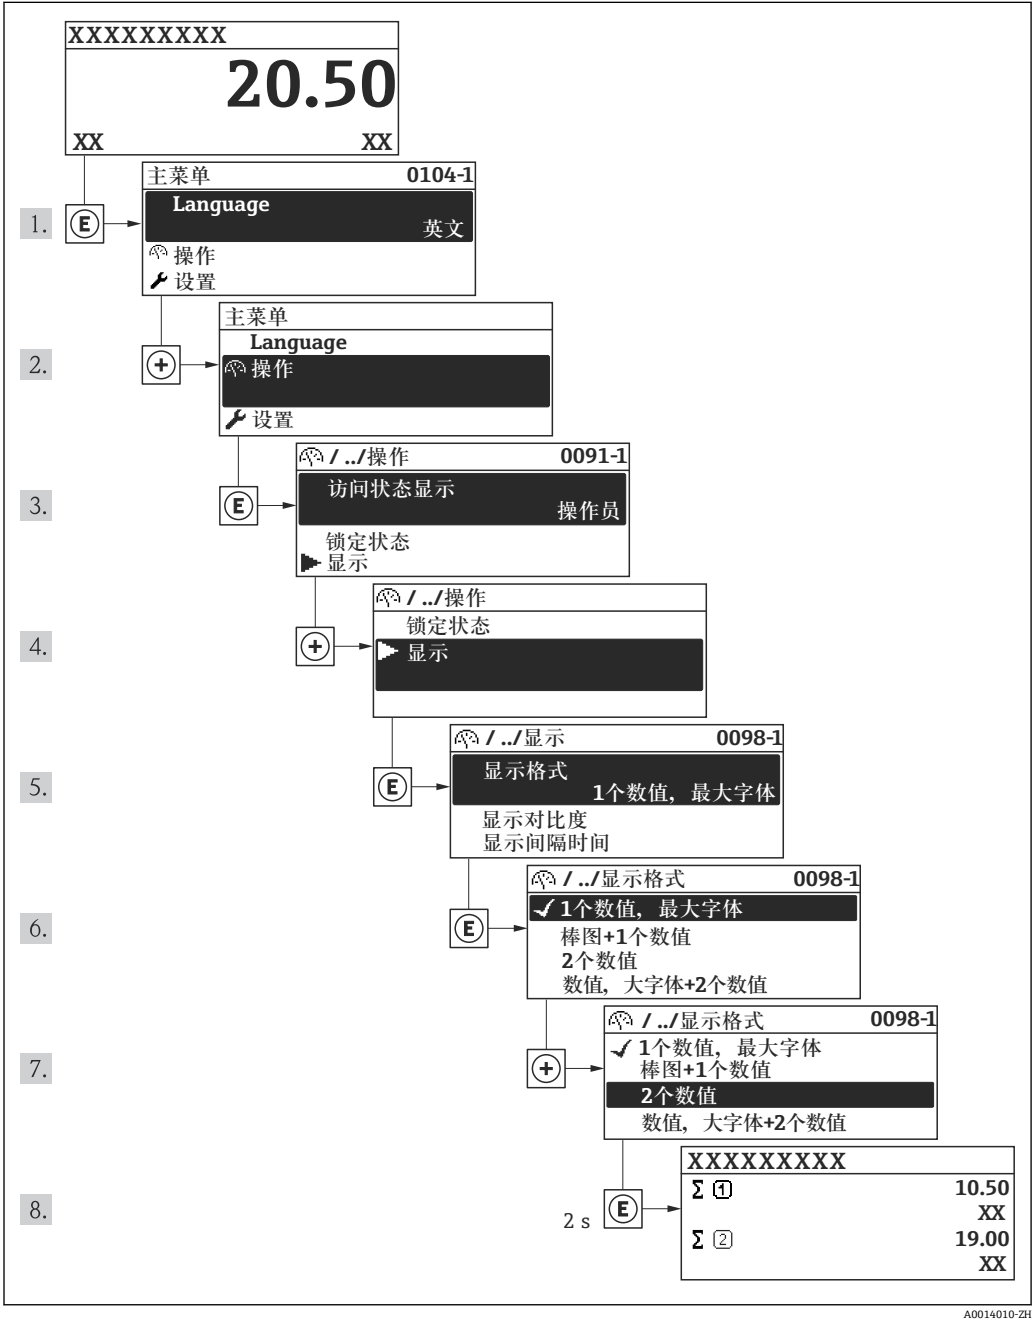 XXXXXXXXX
20.50
XX XX
主菜单 0104-1
Language
1. E 英文
操作
设置
主菜单
Language
2. + 操作
设置
/ ../操作 0091-1
访问状态显示
3. E 操作员
锁定状态
显示
/ ../操作
锁定状态
4. + 显示
/ ../显示 0098-1
显示格式
5. E 1个数值, 最大字体
显示对比度
显示间隔时间
/ ../显示格式 0098-1
1个数值, 最大字体
6. E 棒图+1个数值
2个数值
数值, 大字体+2个数值
/ ../显示格式 0098-1
1个数值, 最大字体
7. + 棒图+1个数值
2个数值
数值, 大字体+2个数值
XXXXXXXXX
Σ 1 10.50
8. 2 s E XX
Σ 2 19.00
XX
A0014010-ZH